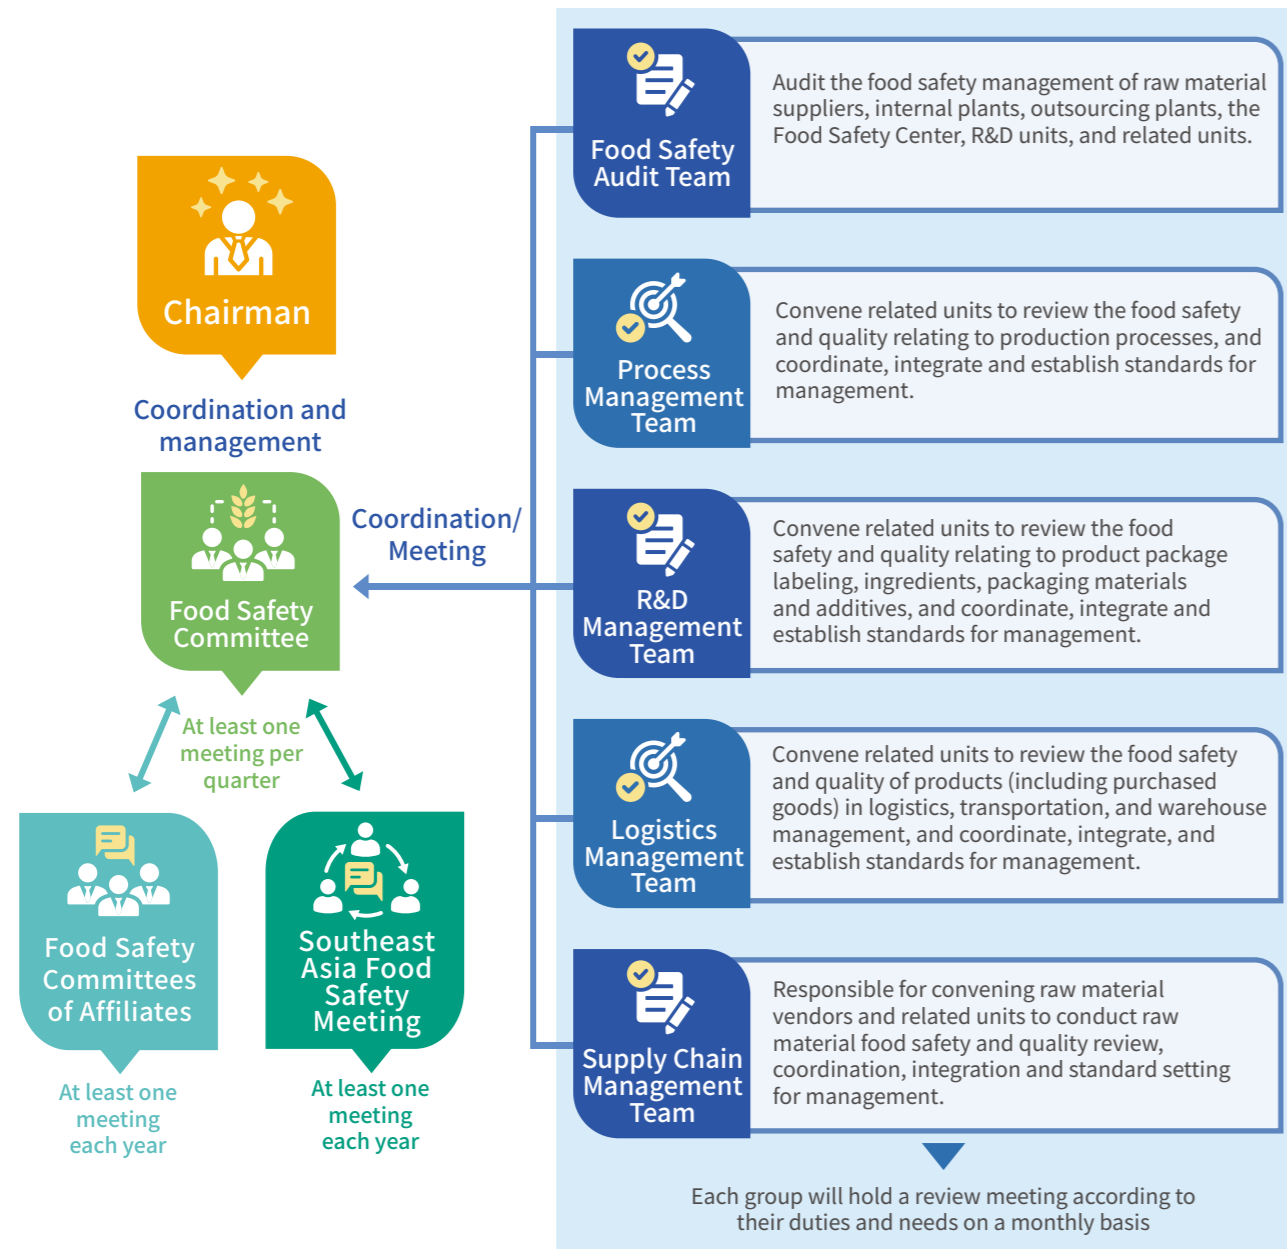 Chairman
Coordination and
management
Food Safety
Committee
At least one
meeting per
quarter
Food Safety
Committees
of Affiliates
At least one
meeting
each year
Southeast
Asia Food
Safety
Meeting
At least one
meeting
each year
Coordination/
Meeting
Food Safety
Audit Team
Audit the food safety management of raw material
suppliers, internal plants, outsourcing plants, the
Food Safety Center, R&D units, and related units.
Process
Management
Team
Convene related units to review the food safety
and quality relating to production processes, and
coordinate, integrate and establish standards for
management.
R&D
Management
Team
Convene related units to review the food
safety and quality relating to product package
labeling, ingredients, packaging materials
and additives, and coordinate, integrate and
establish standards for management.
Logistics
Management
Team
Convene related units to review the food safety
and quality of products (including purchased
goods) in logistics, transportation, and warehouse
management, and coordinate, integrate, and
establish standards for management.
Supply Chain
Management
Team
Responsible for convening raw material
vendors and related units to conduct raw
material food safety and quality review,
coordination, integration and standard setting
for management.
Each group will hold a review meeting according to
their duties and needs on a monthly basis